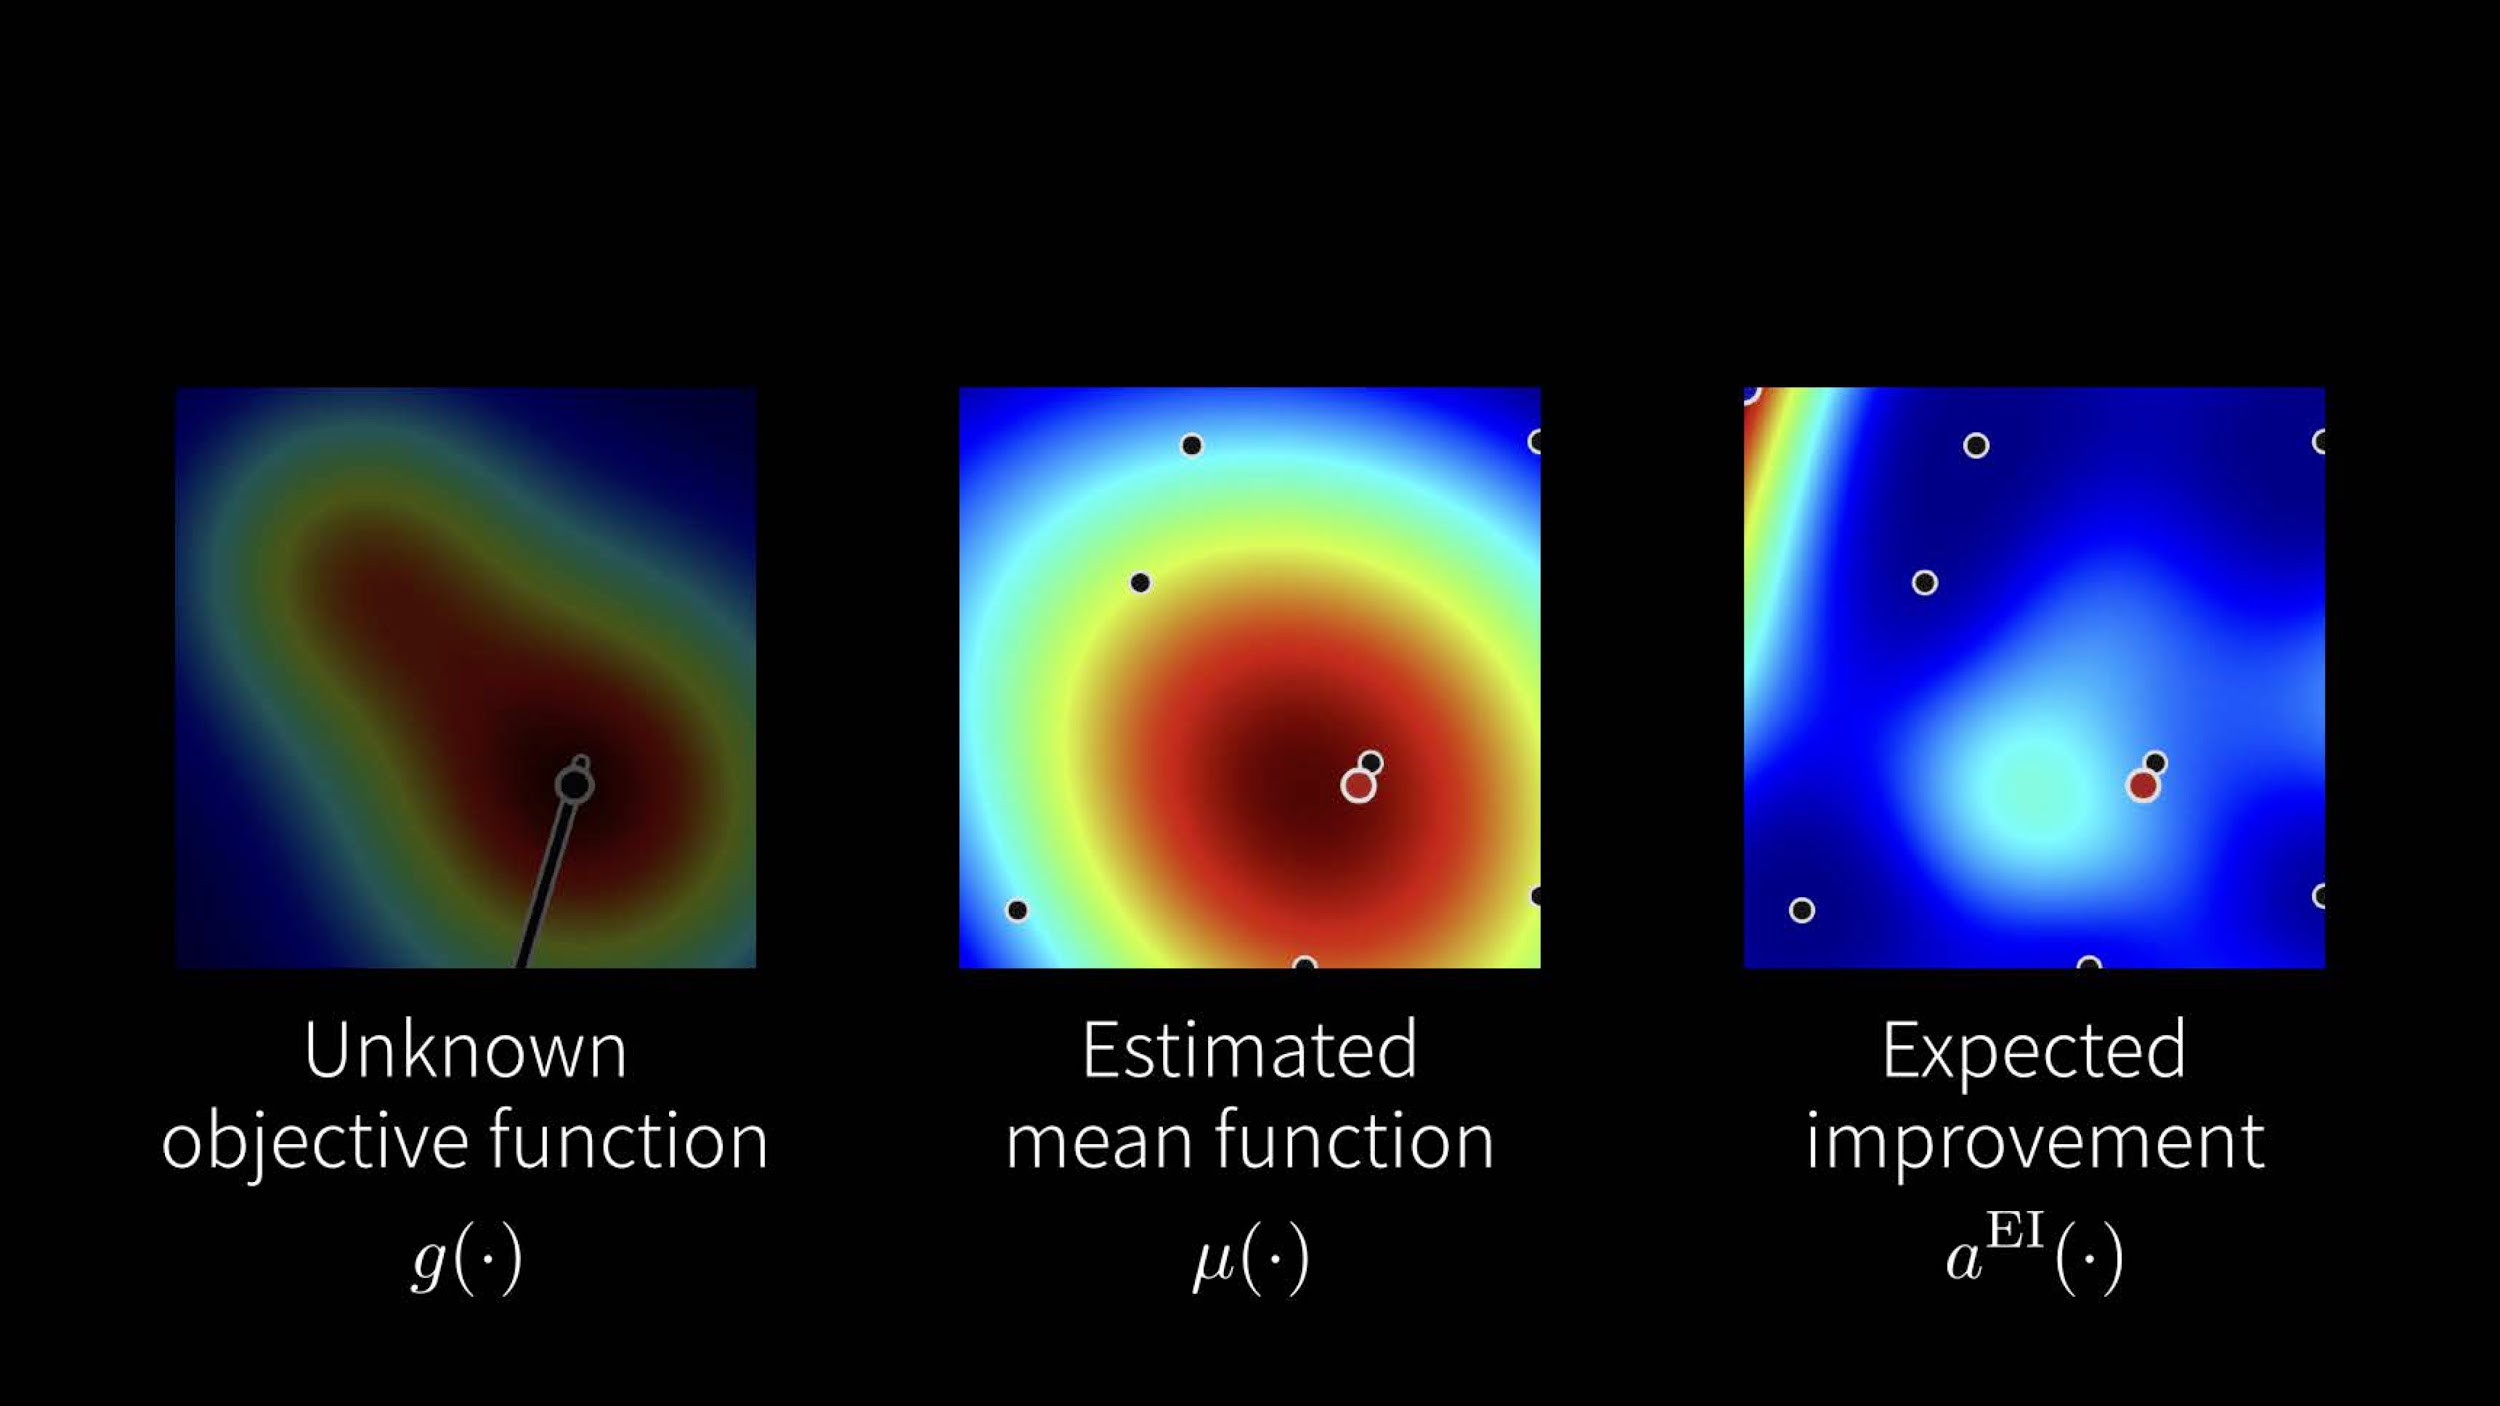 Unknown
objective function
g(·)
Estimated
mean function
μ(·)
Expected
improvement
a^EI(·)